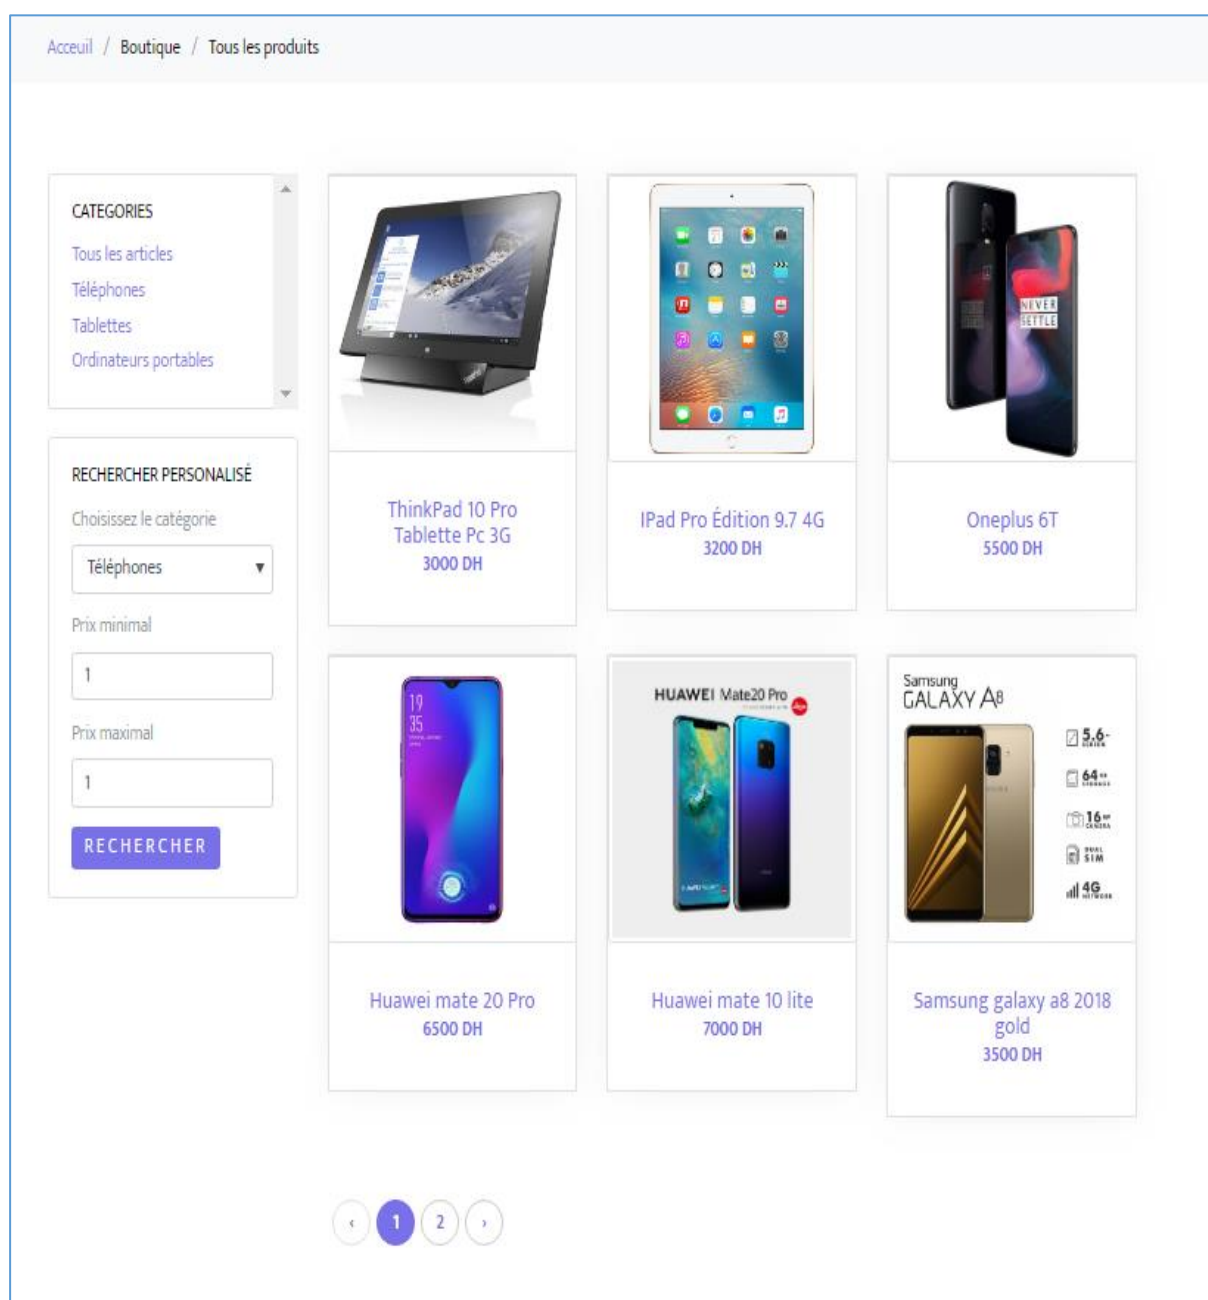 Acceuil / Boutique / Tous les produits
CATEGORIES
Tous les articles
Téléphones
Tablettes
Ordinateurs portables
RECHERCHER PERSONALISÉ
Choisissez le catégorie
Téléphones
Prix minimal
1
Prix maximal
1
RECHERCHER
ThinkPad 10 Pro
Tablette Pc 3G
3000 DH
IPad Pro Édition 9.7 4G
3200 DH
NEVER
SETTLE
Oneplus 6T
5500 DH
19
35
Huawei mate 20 Pro
6500 DH
HUAWEI Mate20 Pro
Huawei mate 10 lite
7000 DH
Samsung
GALAXY A8
5.6"
64
16
CAMERA
DUAL
SIM
4G
NETWORK
Samsung galaxy a8 2018
gold
3500 DH
‹ 1 2 ›